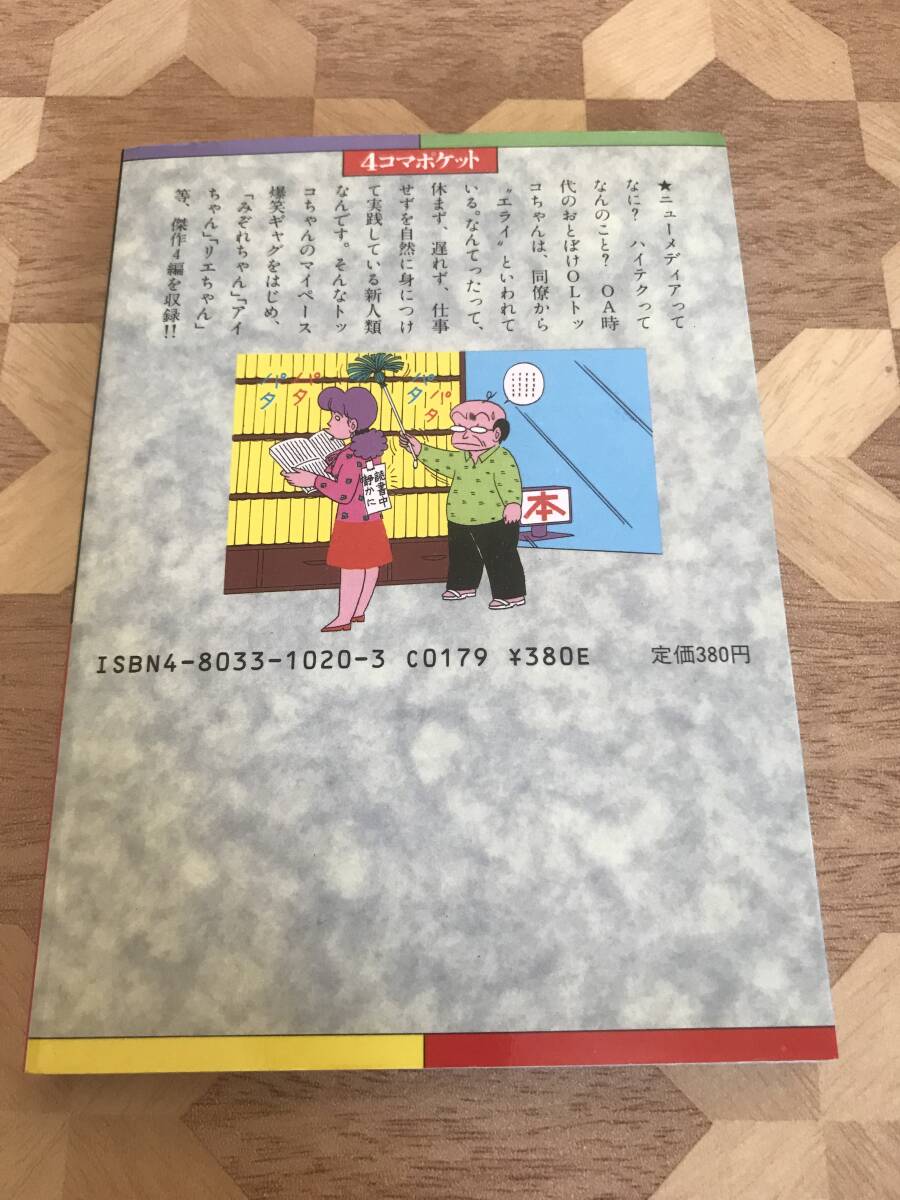 4コマポケット
★ニューメディアって
なに? ハイテクって
なんのこと? OA時
代のおとぼけOLトッ
コちゃんは、同僚から
〝エライ〟といわれて
いる。なんてったって、
休まず、遅れず、仕事
せずを自然に身につけ
て実践している新人類
なんです。そんなトッ
コちゃんのマイペース
爆笑ギャグをはじめ、
「みぞれちゃん」「アイ
ちゃん」「リエちゃん」
等、傑作4編を収録!!
パタ
パタ
パタ
パタ
読書中
静かに
本
ISBN4-8033-1020-3 C0179 ¥380E
定価380円